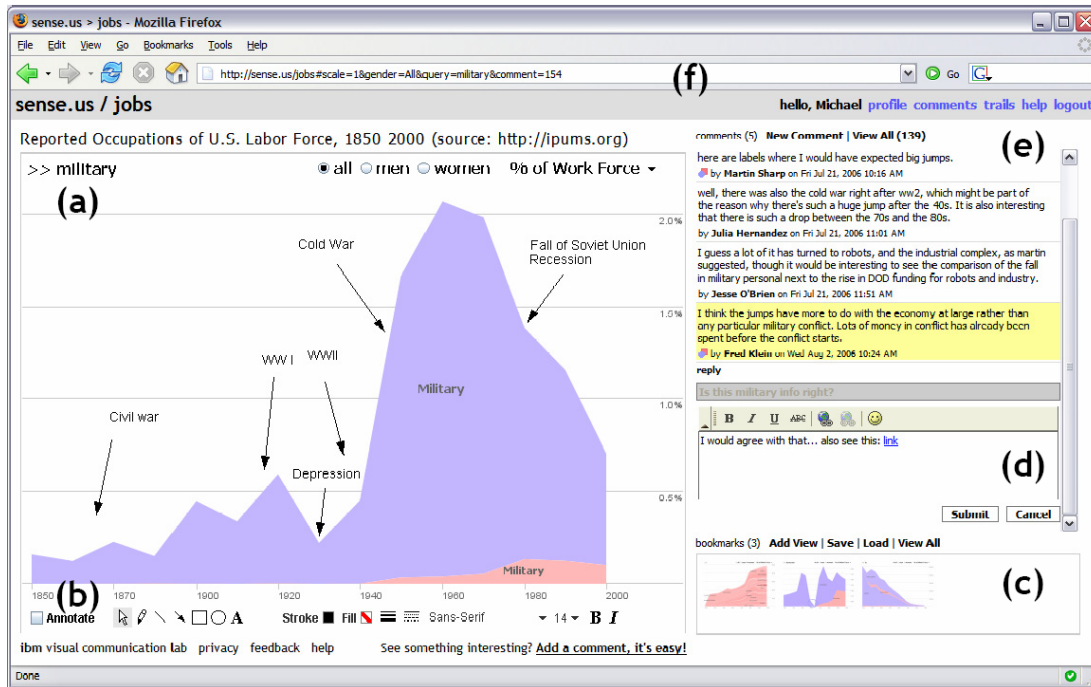 sense.us > jobs - Mozilla Firefox
File Edit View Go Bookmarks Tools Help
http://sense.us/jobs#scale=1&gender=All&query=military&comment=154
(f)
Go
G
sense.us / jobs
hello, Michael profile comments trails help logout
Reported Occupations of U.S. Labor Force, 1850 2000 (source: http://ipums.org)
>> military
all men women % of Work Force
(a)
2.0%
Cold War
Fall of Soviet Union
Recession
1.5%
WW I
WWII
Military
1.0%
Civil war
Depression
0.5%
Military
1850 1870 1900 1920 1940 1960 1980 2000
(b)
Annotate
A
Stroke Fill Sans-Serif 14 B I
comments (5) New Comment | View All (139)
(e)
here are labels where I would have expected big jumps.
by Martin Sharp on Fri Jul 21, 2006 10:16 AM
well, there was also the cold war right after ww2, which might be part of
the reason why there's such a huge jump after the 40s. It is also interesting
that there is such a drop between the 70s and the 80s.
by Julia Hernandez on Fri Jul 21, 2006 11:01 AM
I guess a lot of it has turned to robots, and the industrial complex, as martin
suggested, though it would be interesting to see the comparison of the fall
in military personal next to the rise in DOD funding for robots and industry.
by Jesse O'Brien on Fri Jul 21, 2006 11:51 AM
I think the jumps have more to do with the economy at large rather than
any particular military conflict. Lots of money in conflict has already been
spent before the conflict starts.
by Fred Klein on Wed Aug 2, 2006 10:24 AM
reply
Is this military info right?
B I U ABC
I would agree with that... also see this: link
(d)
Submit Cancel
bookmarks (3) Add View | Save | Load | View All
(c)
ibm visual communication lab privacy feedback help
See something interesting? Add a comment, it's easy!
Done